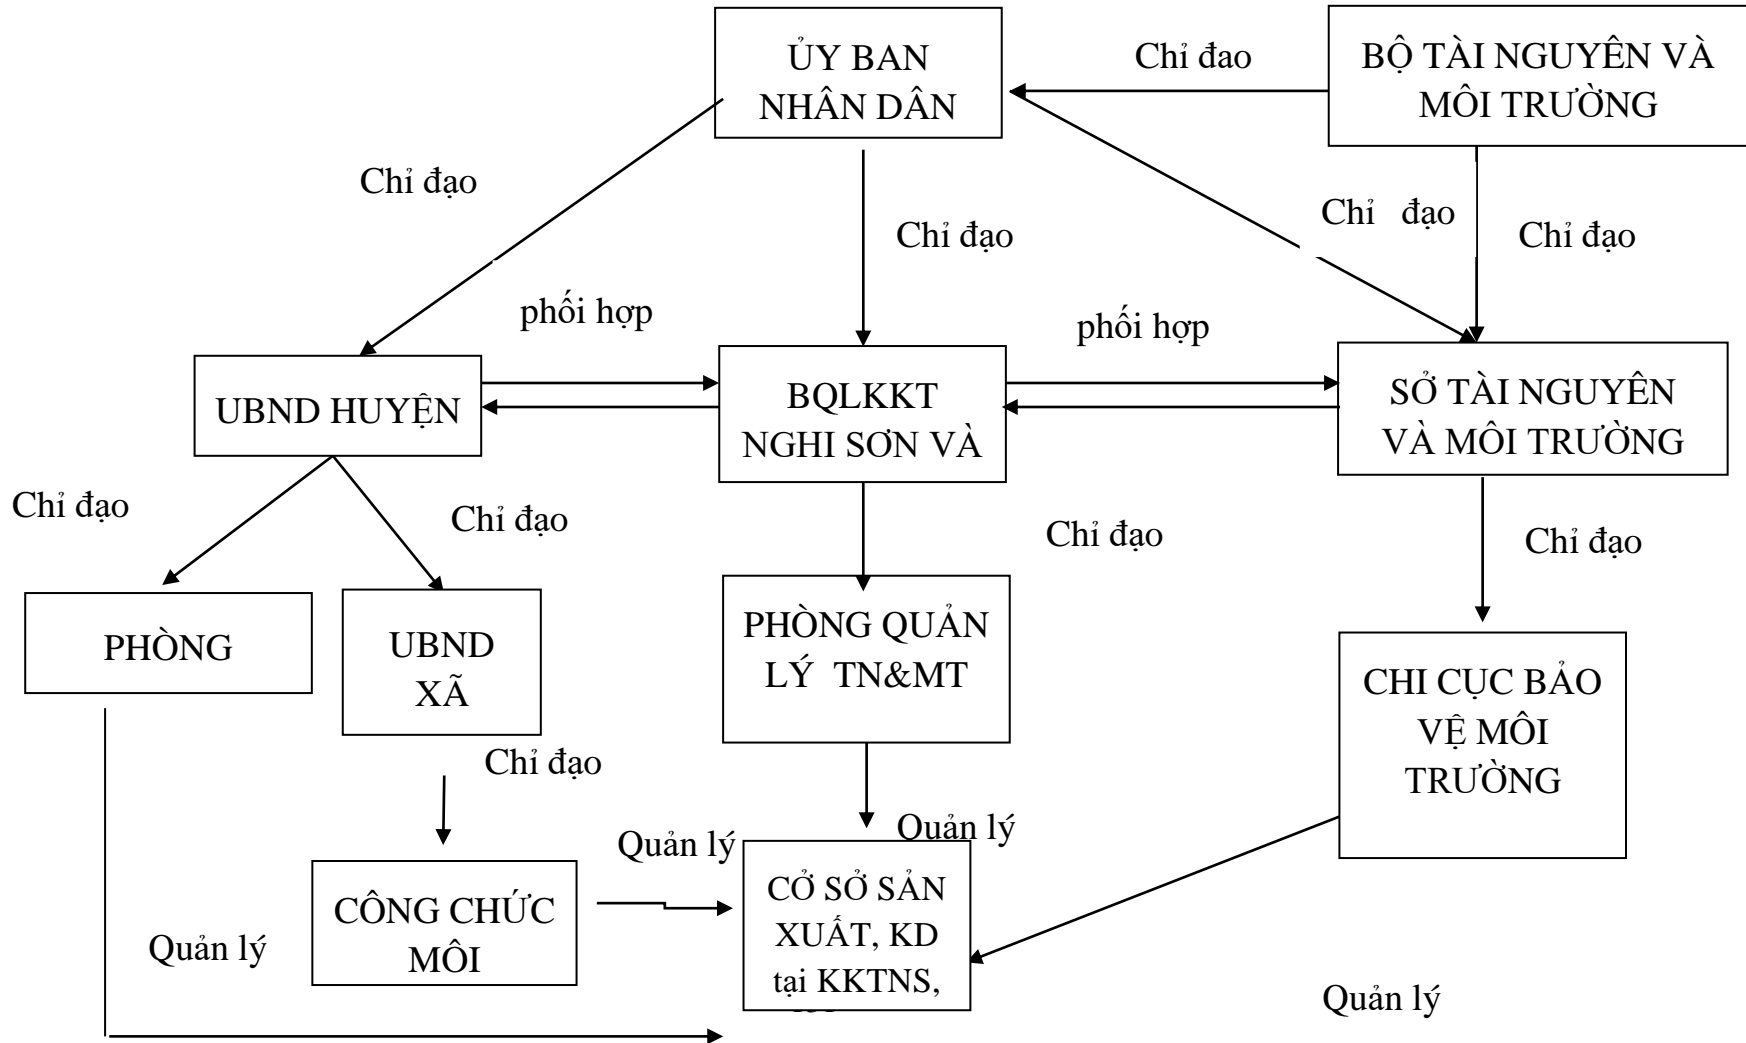 ỦY BAN
NHÂN DÂN
Chỉ đao
BỘ TÀI NGUYÊN VÀ
MÔI TRƯỜNG
Chỉ đạo
Chỉ đạo
Chỉ đạo
Chỉ đạo
phối hợp
phối hợp
UBND HUYỆN
BQLKKT
NGHI SƠN VÀ
SỞ TÀI NGUYÊN
VÀ MÔI TRƯỜNG
Chỉ đạo
Chỉ đạo
Chỉ đạo
Chỉ đạo
PHÒNG
UBND
XÃ
PHÒNG QUẢN
LÝ TN&MT
CHI CỤC BẢO
VỆ MÔI
TRƯỜNG
Chỉ đạo
Quản lý
Quản lý
CÔNG CHỨC
MÔI
CỞ SỞ SẢN
XUẤT, KD
tại KKTNS,
Quản lý
Quản lý